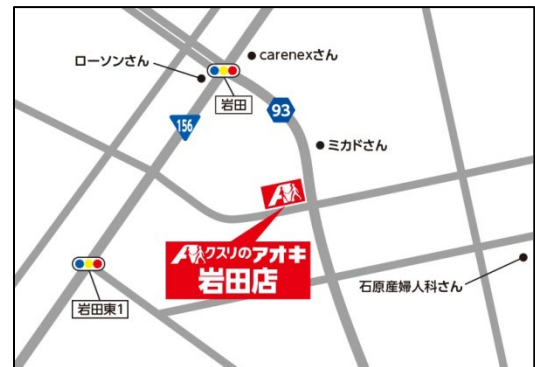 carenexさん
ローソンさん
岩田
93
156
ミカドさん
A
A クスリのアオキ
岩田店
石原産婦人科さん
岩田東1